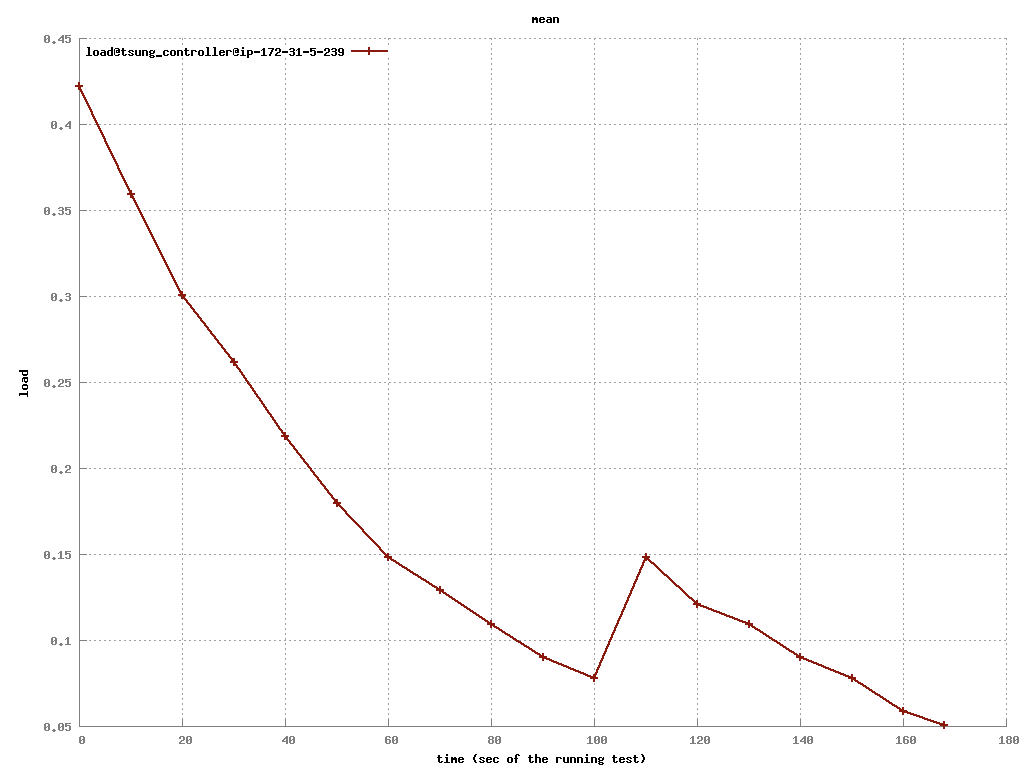 mean
load@tsung_controller@ip-172-31-5-239
0.45
0.4
0.35
0.3
0.25
0.2
0.15
0.1
0.05
load
0 20 40 60 80 100 120 140 160 180
time (sec of the running test)